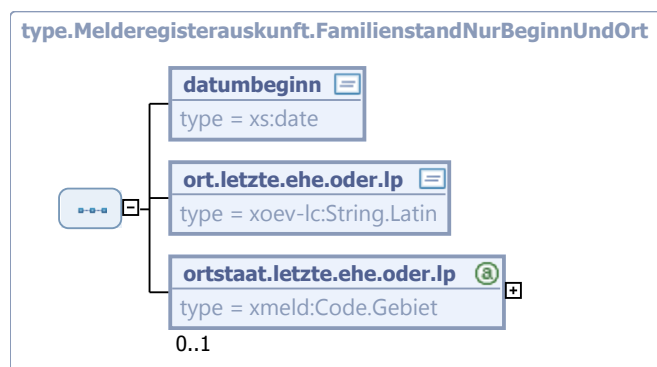 type.Melderegisterauskunft.FamilienstandNurBeginnUndOrt
datumbeginn
type = xs:date
ort.letzte.ehe.oder.lp
type = xoev-lc:String.Latin
ortstaat.letzte.ehe.oder.lp
type = xmeld:Code.Gebiet
0..1